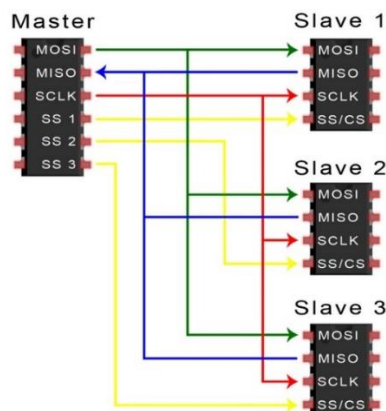 Master
MOSI
MISO
SCLK
SS 1
SS 2
SS 3
Slave 1
MOSI
MISO
SCLK
SS/CS
Slave 2
MOSI
MISO
SCLK
SS/CS
Slave 3
MOSI
MISO
SCLK
SS/CS